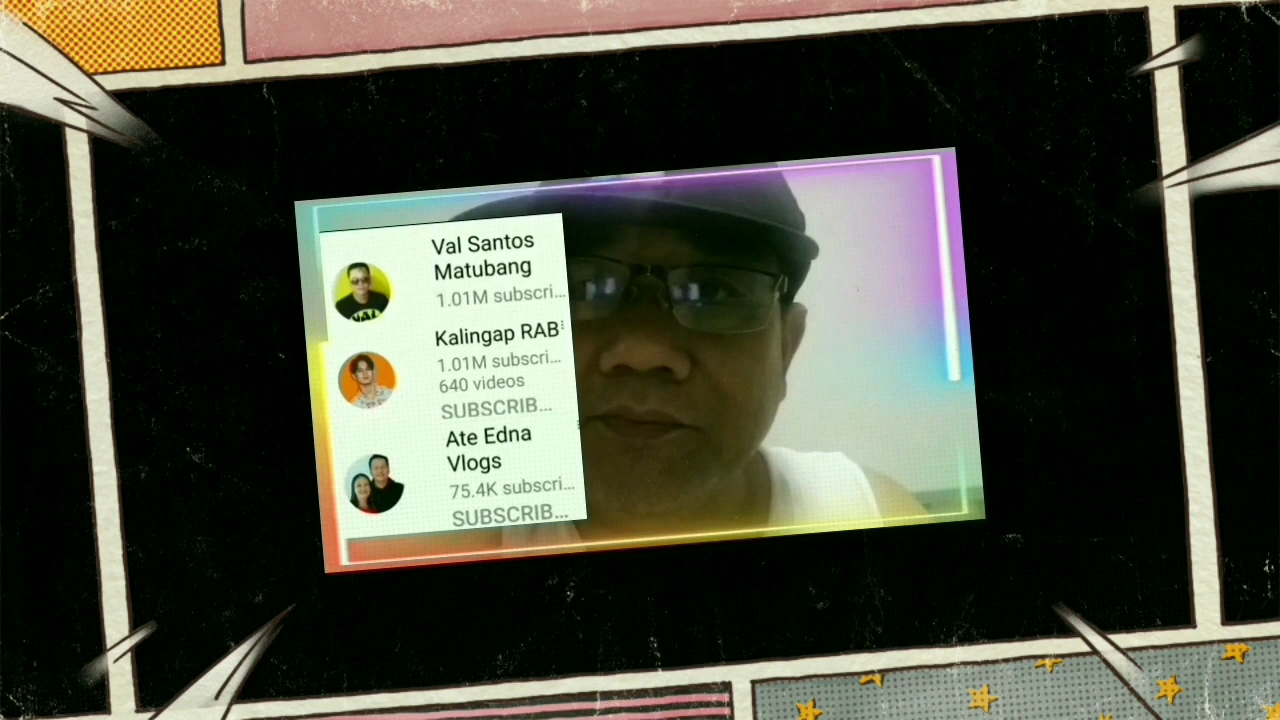 Val Santos
Matubang
1.01M subscri...
Kalingap RAB
1.01M subscri...
640 videos
SUBSCRIB...
Ate Edna
Vlogs
75.4K subscri...
SUBSCRIB...